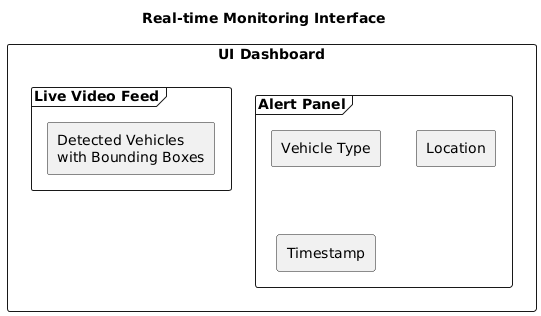 Real-time Monitoring Interface
UI Dashboard
Live Video Feed
Detected Vehicles
with Bounding Boxes
Alert Panel
Vehicle Type
Location
Timestamp